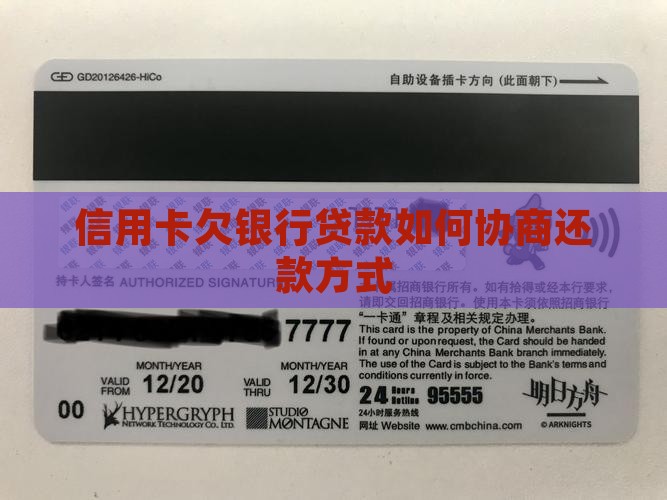 GD20126426-HiCo
自助设备插卡方向 (此面朝下)
信用卡欠银行贷款如何协商还
款方式
持卡人签名 AUTHORIZED SIGNATUR
招商银行所有。如有拾得或经本行要求,
请即交回招商银行。使用本卡须依照招商银行
“一卡通” 章程及相关规定办理。
This card is the property of China Merchants Bank.
If found or upon request, the Card should be handed
in at any China Merchants Bank branch immediately.
The use of the Card is subject to the Bank's terms and
conditions currently in force.
7777
MONTH/YEAR
VALID FROM 12/20
MONTH/YEAR
VALID THRU 12/30
00
HYPERGRYPH
NETWORK TECHNOLOGY CO., LTD.
STUDIO
MØNTAGNE
24 Hours Hotline 95555
24小时服务热线
网址 Website www.cmbchina.com
明日方舟
© ARKNIGHTS